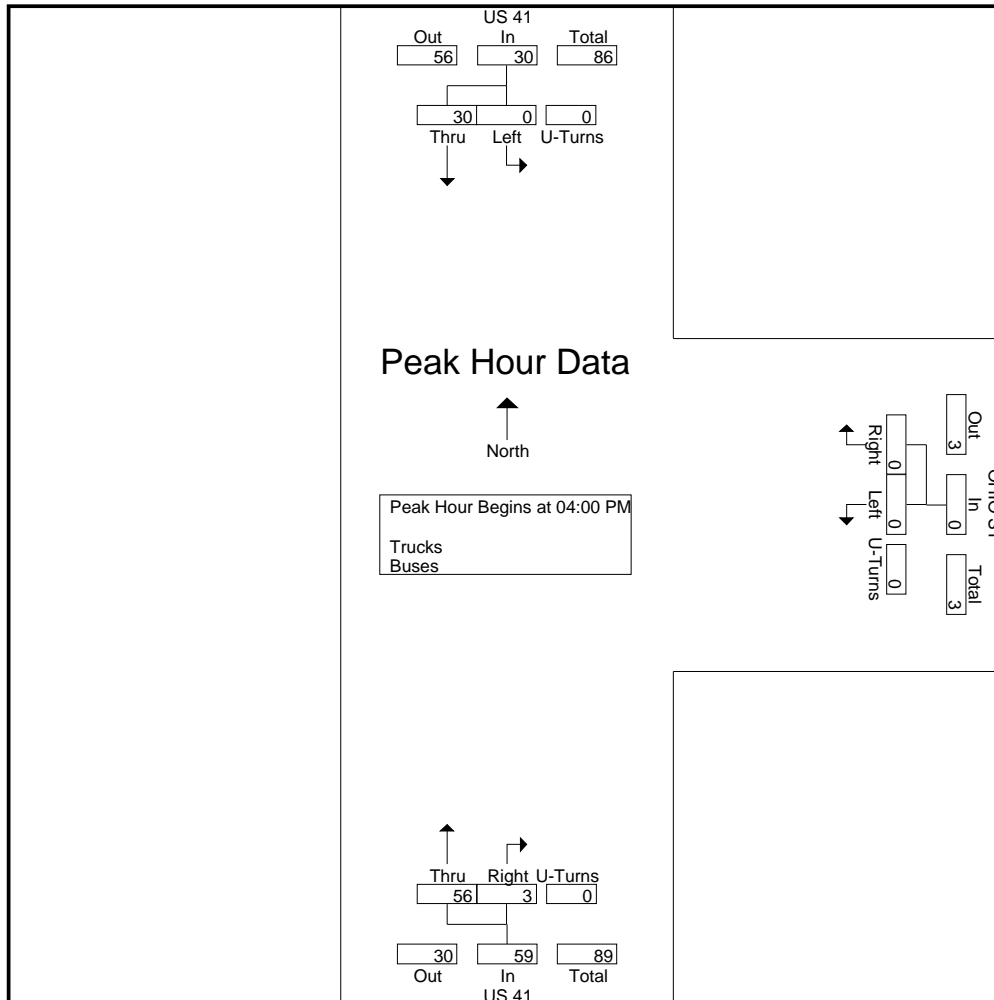 US 41
Out In Total
56 30 86
30 0 0
Thru Left U-Turns
Peak Hour Data
North
Peak Hour Begins at 04:00 PM
Trucks
Buses
Out In Total
3 0 3
Right Left U-Turns
0 0 0
Thru Right U-Turns
56 3 0
30 59 89
Out In Total
US 41